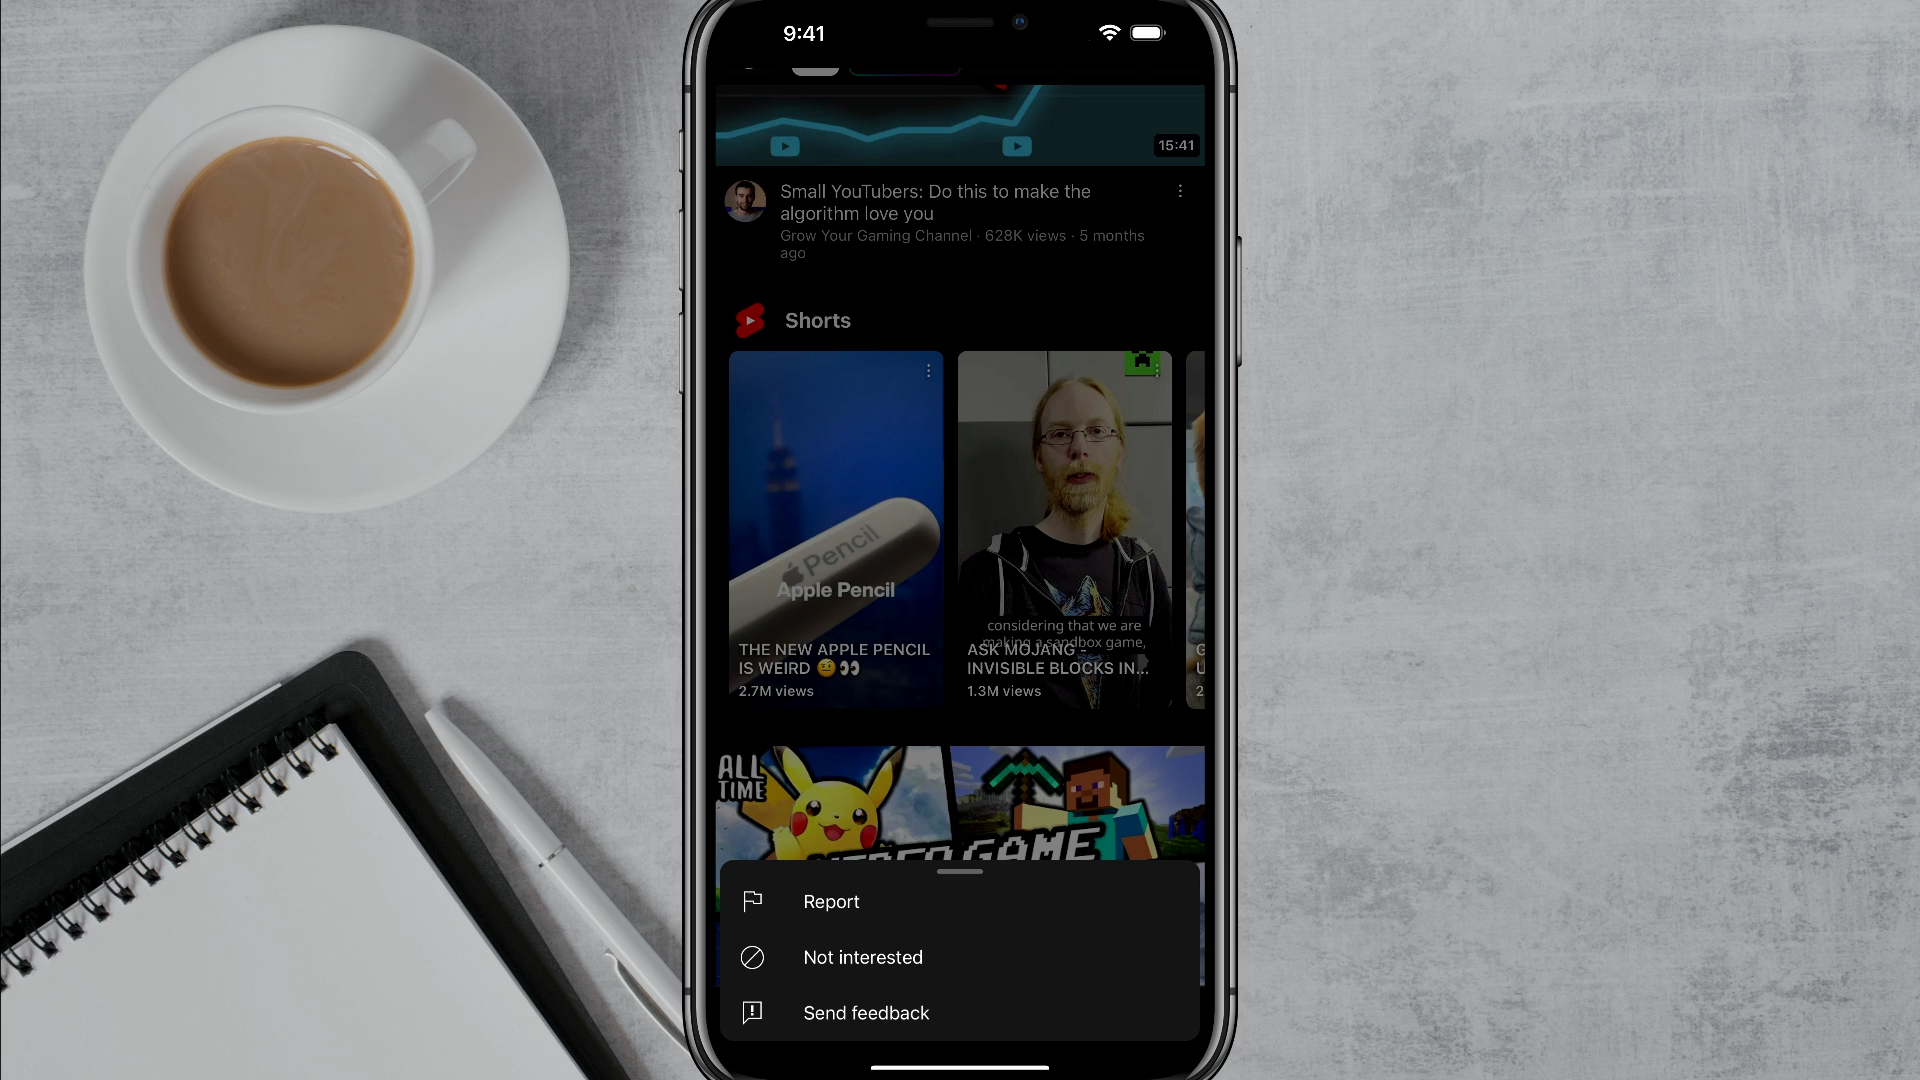 9:41
15:41
Small YouTubers: Do this to make the
algorithm love you
Grow Your Gaming Channel · 628K views · 5 months
ago
Shorts
Pencil
Apple Pencil
THE NEW APPLE PENCIL
IS WEIRD 🤨👀
2.7M views
considering that we are
making a sandbox game,
ASK MOJANG -
INVISIBLE BLOCKS IN...
1.3M views
G
U
2
ALL
TIME
VIDEO GAME
Report
Not interested
Send feedback